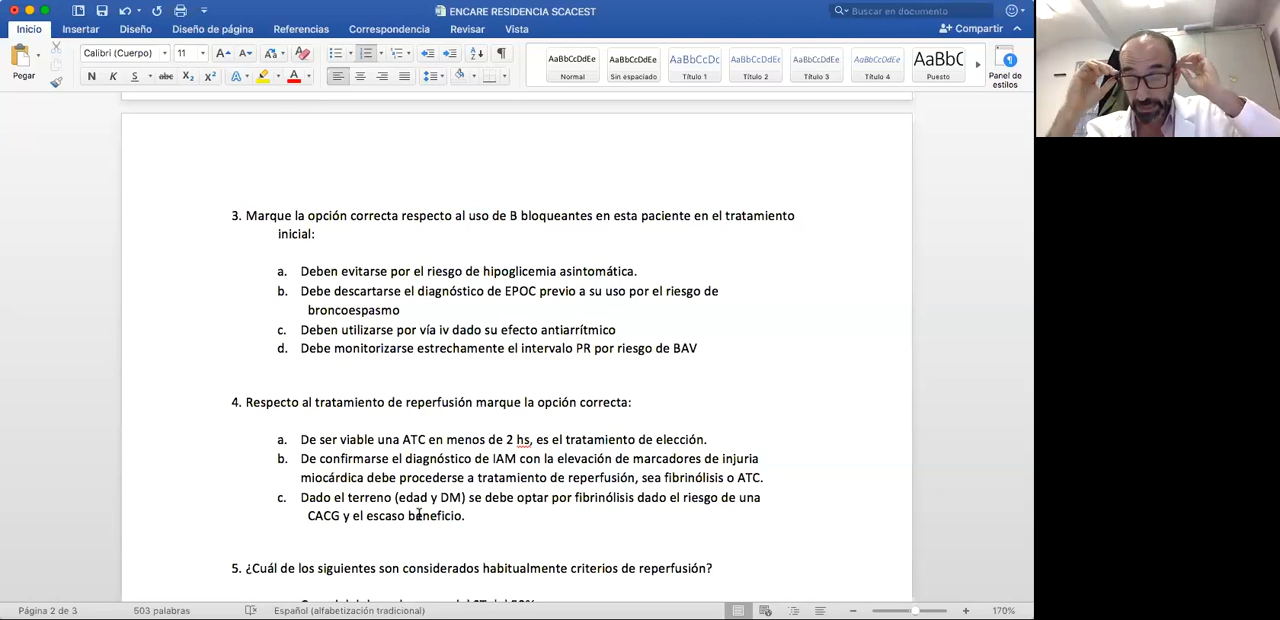 ENCARE RESIDENCIA SCACEST
Buscar en documento
Inicio Insertar Diseño Diseño de página Referencias Correspondencia Revisar Vista
Compartir
Pegar
Calibri (Cuerpo) 11
N K S abc X₂ X²
AaBbCcDdEe AaBbCcDdEe AaBbCcDc AaBbCcDdEe AaBbCcDdEe AaBbCcDdEe AaBbC
Normal Sin espaciado Título 1 Título 2 Título 3 Título 4 Puesto
Panel de
estilos
3. Marque la opción correcta respecto al uso de B bloqueantes en esta paciente en el tratamiento
inicial:
a. Deben evitarse por el riesgo de hipoglicemia asintomática.
b. Debe descartarse el diagnóstico de EPOC previo a su uso por el riesgo de
broncoespasmo
c. Deben utilizarse por vía iv dado su efecto antiarrítmico
d. Debe monitorizarse estrechamente el intervalo PR por riesgo de BAV
4. Respecto al tratamiento de reperfusión marque la opción correcta:
a. De ser viable una ATC en menos de 2 hs, es el tratamiento de elección.
b. De confirmarse el diagnóstico de IAM con la elevación de marcadores de injuria
miocárdica debe procederse a tratamiento de reperfusión, sea fibrinólisis o ATC.
c. Dado el terreno (edad y DM) se debe optar por fibrinólisis dado el riesgo de una
CACG y el escaso beneficio.
5. ¿Cuál de los siguientes son considerados habitualmente criterios de reperfusión?
Página 2 de 3 503 palabras Español (alfabetización tradicional) 170%